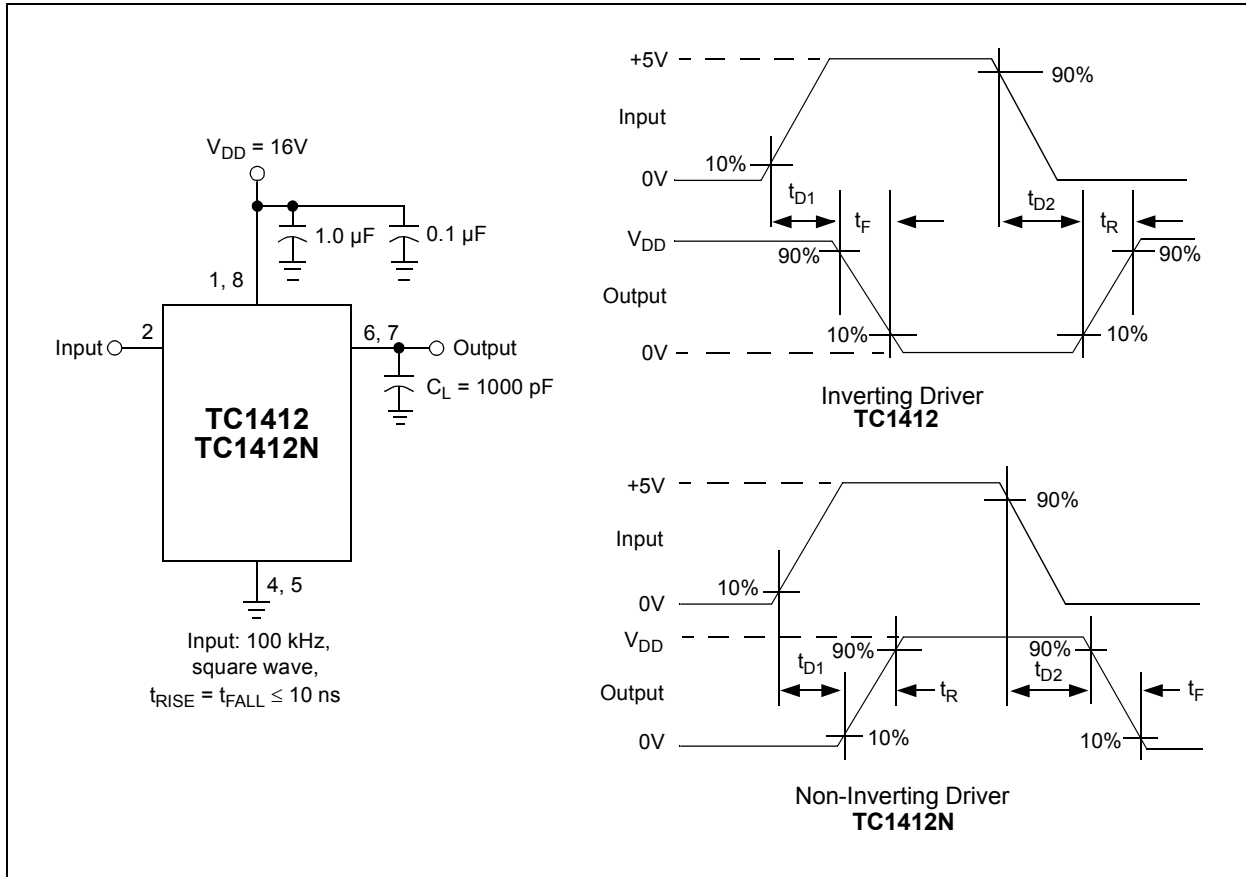 V_DD = 16V
1.0 µF
0.1 µF
1, 8
Input
2
6, 7
Output
C_L = 1000 pF
TC1412
TC1412N
4, 5
Input: 100 kHz,
square wave,
t_RISE = t_FALL ≤ 10 ns
+5V
90%
Input
10%
0V
t_D1
t_F
t_D2
t_R
V_DD
90%
90%
Output
10%
10%
0V
Inverting Driver
TC1412
+5V
90%
Input
10%
0V
V_DD
90%
90%
t_D1
t_R
t_D2
t_F
Output
0V
10%
10%
Non-Inverting Driver
TC1412N